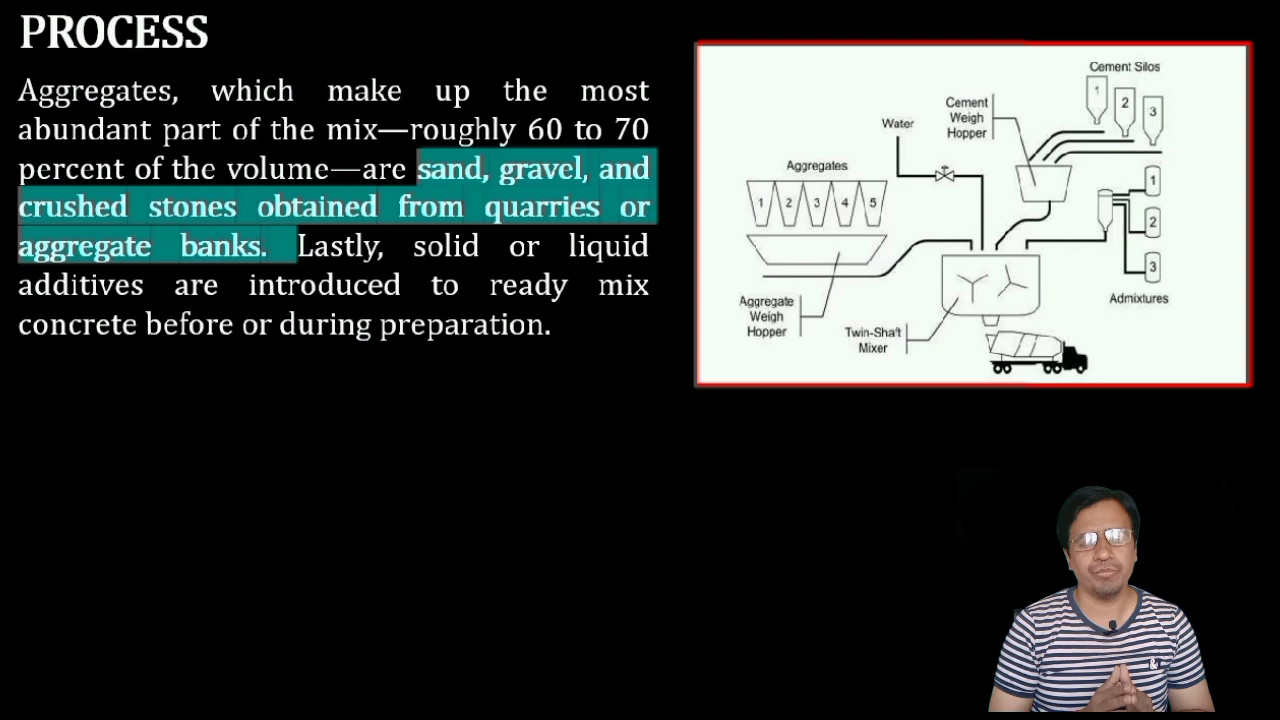 PROCESS
Aggregates, which make up the most
abundant part of the mix—roughly 60 to 70
percent of the volume—are sand, gravel, and
crushed stones obtained from quarries or
aggregate banks. Lastly, solid or liquid
additives are introduced to ready mix
concrete before or during preparation.
Cement Silos
1
2
3
Cement
Weigh
Hopper
Water
Aggregates
1 2 3 4 5
1
2
3
Admixtures
Aggregate
Weigh
Hopper
Twin-Shaft
Mixer